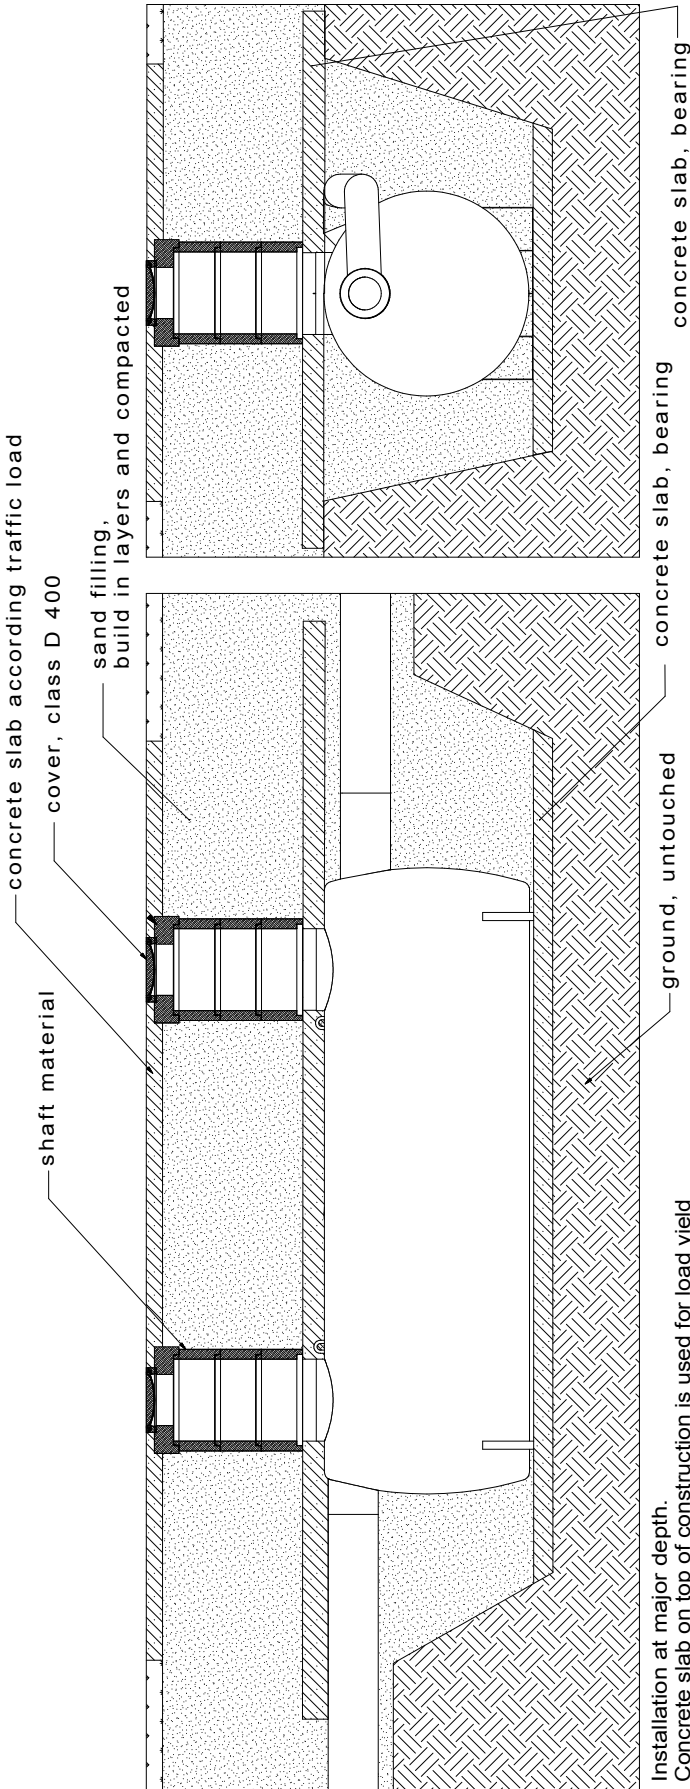 concrete slab according traffic load
cover, class D 400
shaft material
sand filling,
build in layers and compacted
concrete slab, bearing
concrete slab, bearing
ground, untouched
Installation at major depth.
Concrete slab on top of construction is used for load vield